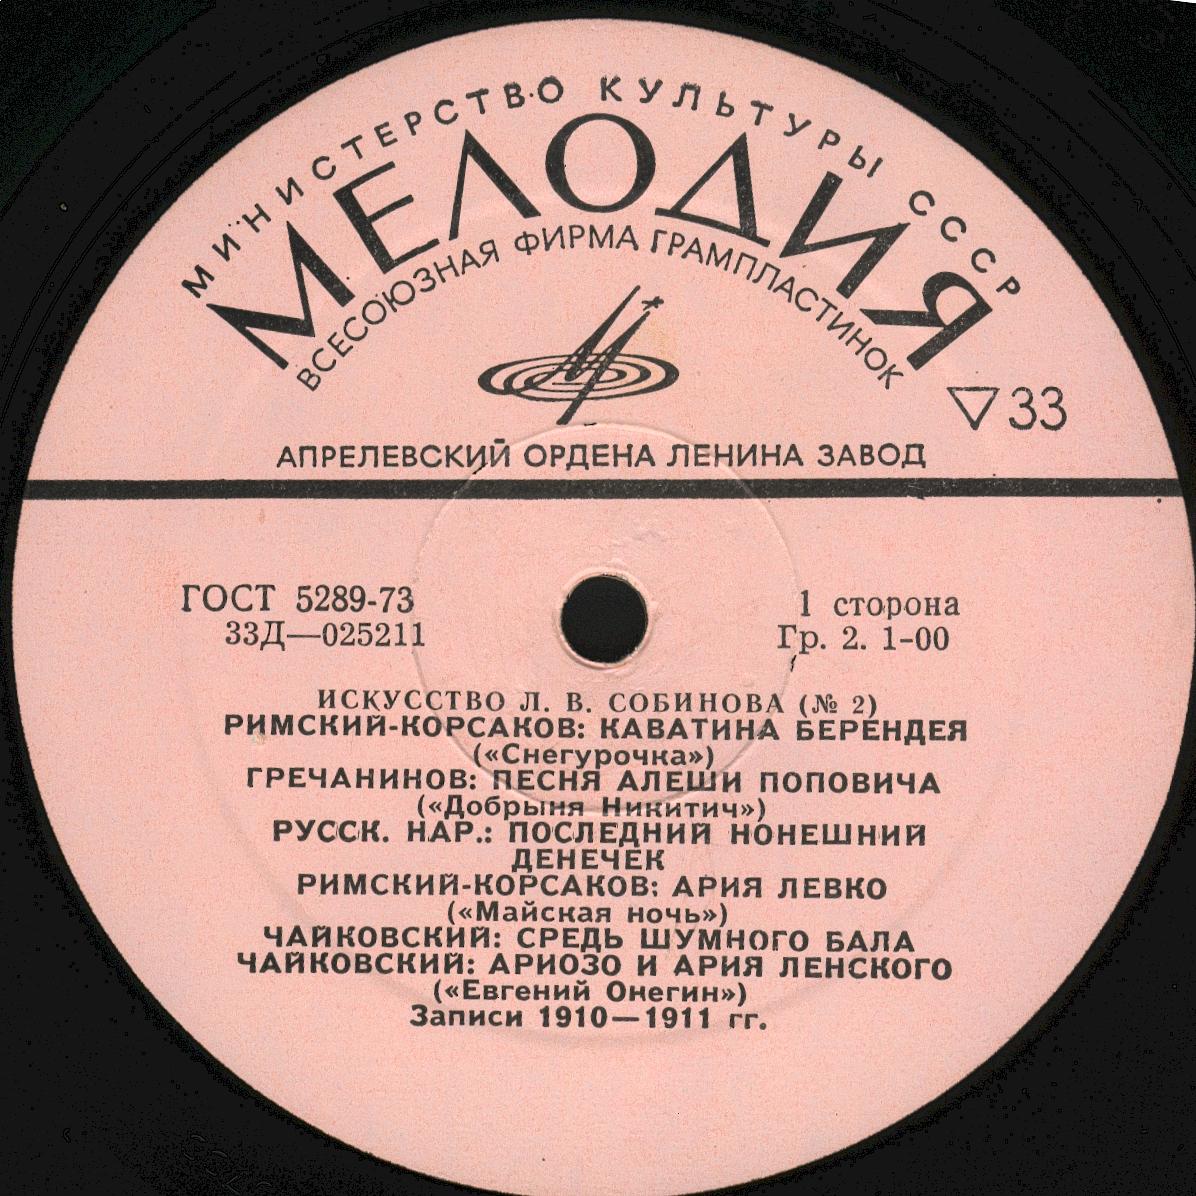 МИНИСТЕРСТВО КУЛЬТУРЫ СССР
МЕЛОДИЯ
ВСЕСОЮЗНАЯ ФИРМА ГРАМПЛАСТИНОК
33
АПРЕЛЕВСКИЙ ОРДЕНА ЛЕНИНА ЗАВОД
ГОСТ 5289-73
33Д—025211
1 сторона
Гр. 2. 1-00
ИСКУССТВО Л. В. СОБИНОВА (№ 2)
РИМСКИЙ-КОРСАКОВ: КАВАТИНА БЕРЕНДЕЯ
(«Снегурочка»)
ГРЕЧАНИНОВ: ПЕСНЯ АЛЕШИ ПОПОВИЧА
(«Добрыня Никитич»)
РУССК. НАР.: ПОСЛЕДНИЙ НОНЕШНИЙ
ДЕНЕЧЕК
РИМСКИЙ-КОРСАКОВ: АРИЯ ЛЕВКО
(«Майская ночь»)
ЧАЙКОВСКИЙ: СРЕДЬ ШУМНОГО БАЛА
ЧАЙКОВСКИЙ: АРИОЗО И АРИЯ ЛЕНСКОГО
(«Евгений Онегин»)
Записи 1910—1911 гг.